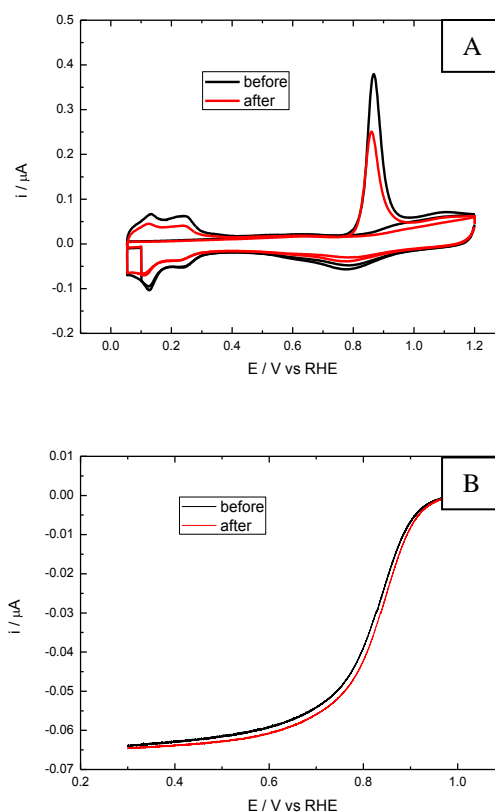 A
before
after
0.5
0.4
0.3
0.2
0.1
0.0
-0.1
-0.2
i / µA
0.0 0.2 0.4 0.6 0.8 1.0 1.2
E / V vs RHE
B
before
after
0.01
0.00
-0.01
-0.02
-0.03
-0.04
-0.05
-0.06
-0.07
i / µA
0.2 0.4 0.6 0.8 1.0
E / V vs RHE